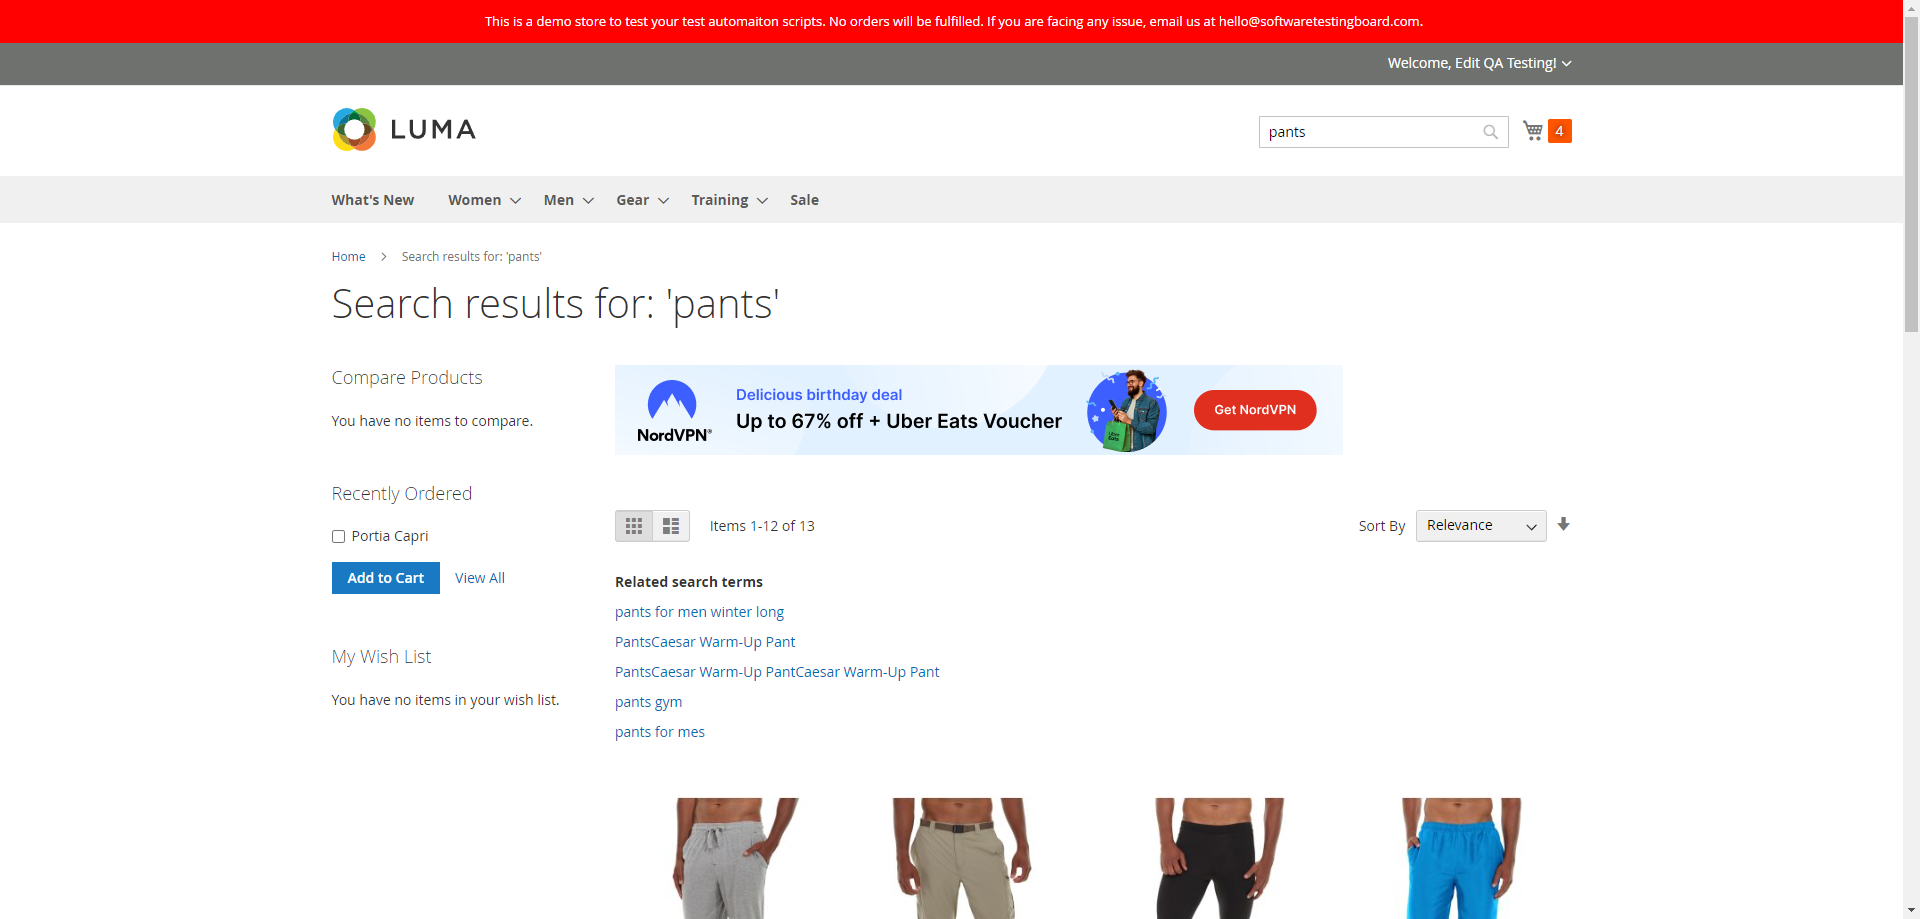 This is a demo store to test your test automaiton scripts. No orders will be fulfilled. If you are facing any issue, email us at hello@softwaretestingboard.com.
Welcome, Edit QA Testing!
LUMA
pants
4
What's New
Women
Men
Gear
Training
Sale
Home
Search results for: 'pants'
Search results for: 'pants'
Compare Products
You have no items to compare.
Recently Ordered
Portia Capri
Add to Cart
View All
My Wish List
You have no items in your wish list.
NordVPN®
Delicious birthday deal
Up to 67% off + Uber Eats Voucher
Uber
Eats
Get NordVPN
Items 1-12 of 13
Sort By
Relevance
Related search terms
pants for men winter long
PantsCaesar Warm-Up Pant
PantsCaesar Warm-Up PantCaesar Warm-Up Pant
pants gym
pants for mes